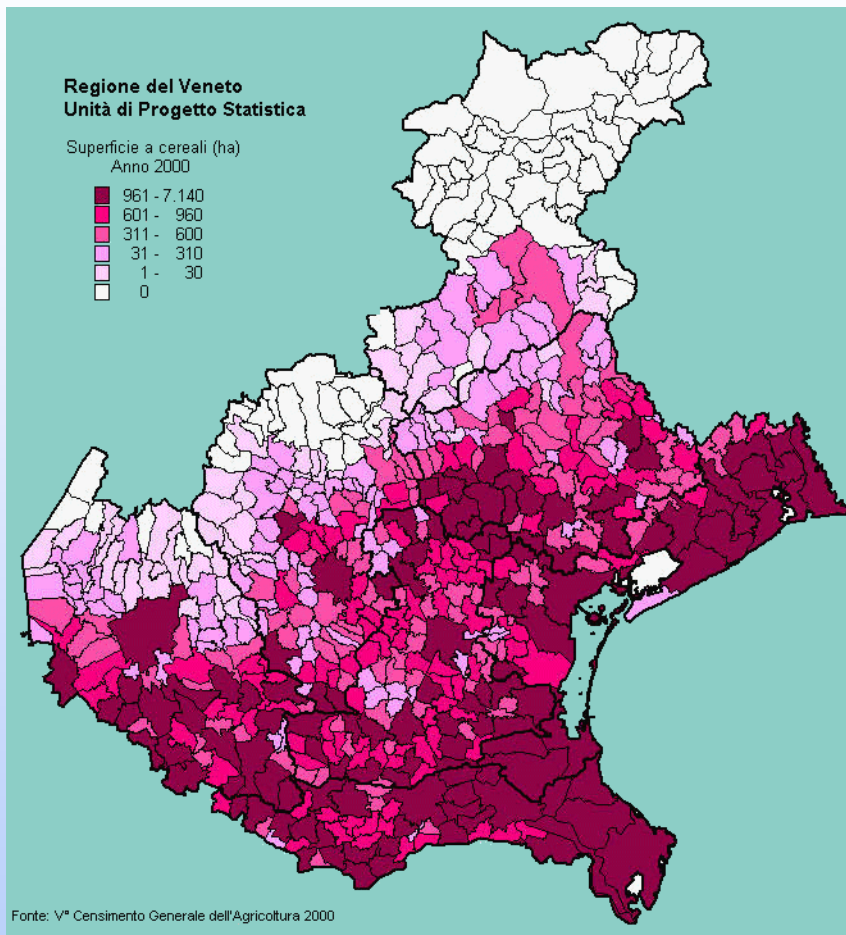 Regione del Veneto
Unità di Progetto Statistica
Superficie a cereali (ha)
Anno 2000
961 - 7.140
601 - 960
311 - 600
31 - 310
1 - 30
0
Fonte: Vª Censimento Generale dell'Agricoltura 2000